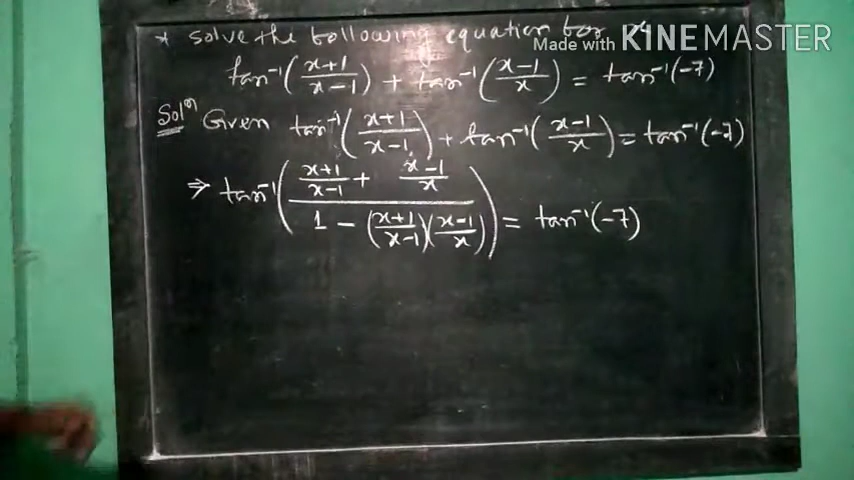 * solve the following equation for x
Made with KINEMASTER
tan⁻¹((x+1)/(x-1)) + tan⁻¹((x-1)/x) = tan⁻¹(-7)
Solⁿ Given tan⁻¹((x+1)/(x-1)) + tan⁻¹((x-1)/x) = tan⁻¹(-7)
⇒ tan⁻¹(((x+1)/(x-1) + (x-1)/x)/(1 - ((x+1)/(x-1))((x-1)/x))) = tan⁻¹(-7)